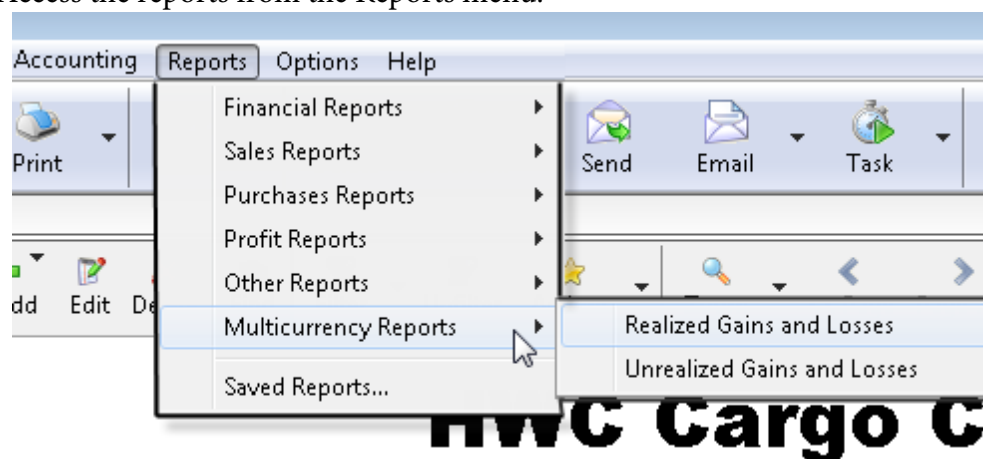 Access the reports from the Reports menu.
Accounting Reports Options Help
Financial Reports
Sales Reports
Purchases Reports
Profit Reports
Other Reports
Multicurrency Reports
Saved Reports...
Print
Send Email Task
dd Edit De
Realized Gains and Losses
Unrealized Gains and Losses
HWC Cargo C